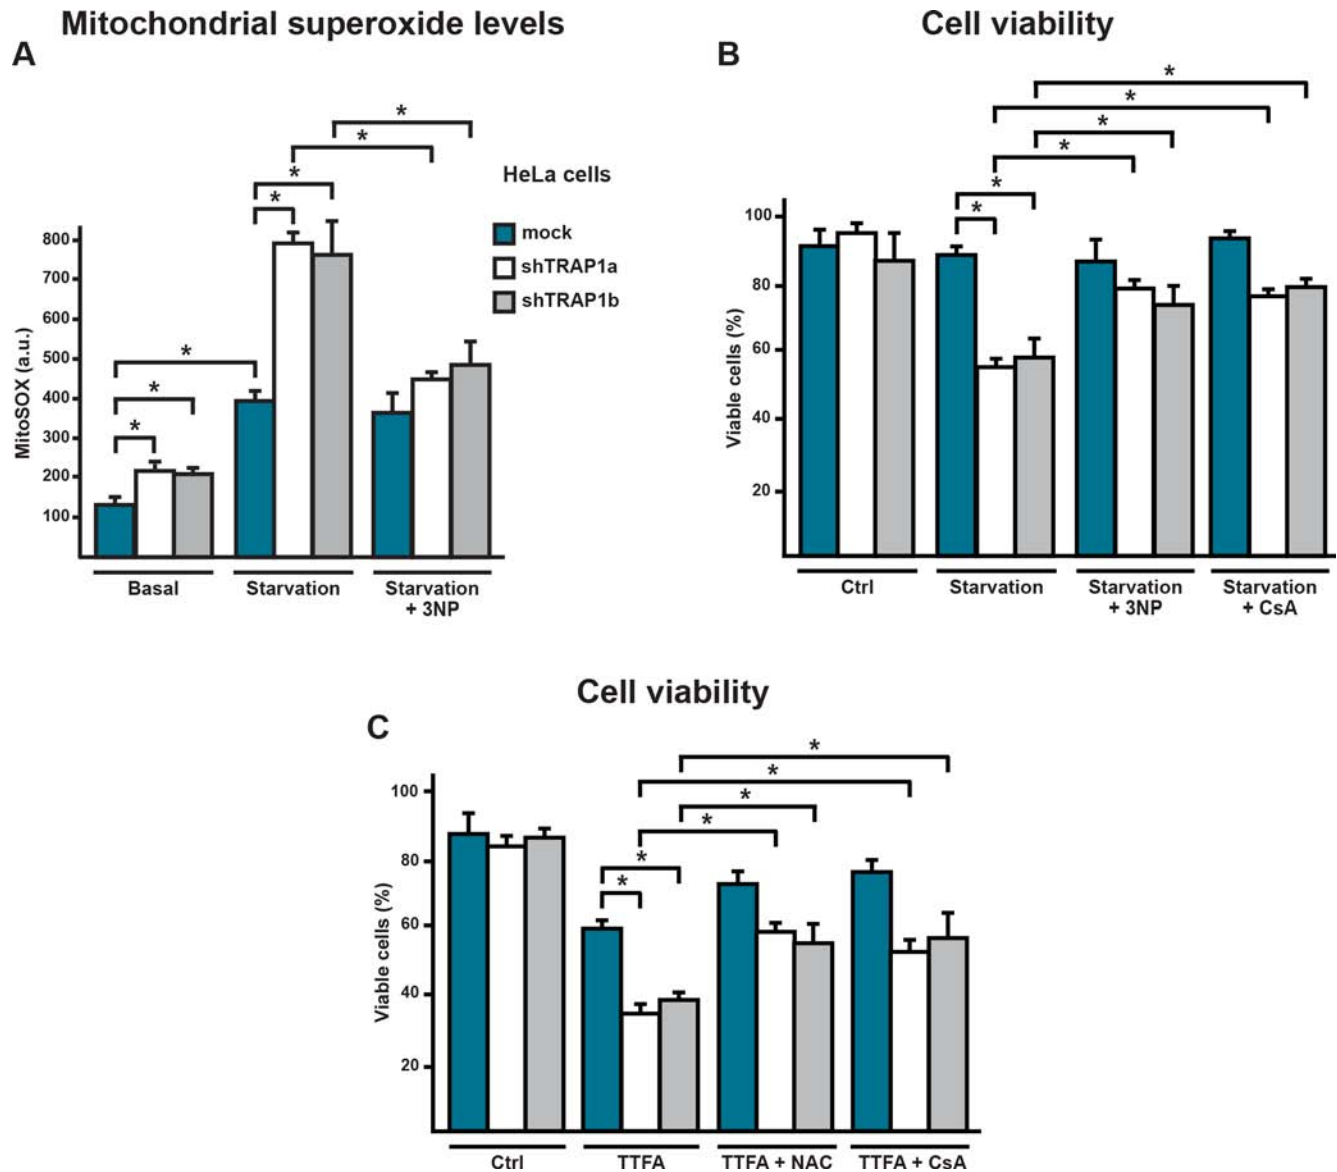 Mitochondrial superoxide levels
A
*
*
*
*
*
*
*
HeLa cells
mock
shTRAP1a
shTRAP1b
MitoSOX (a.u.)
800
700
600
500
400
300
200
100
Basal
Starvation
Starvation
+ 3NP
Cell viability
B
*
*
*
*
*
*
Viable cells (%)
100
80
60
40
20
Ctrl
Starvation
Starvation
+ 3NP
Starvation
+ CsA
Cell viability
C
*
*
*
*
*
*
Viable cells (%)
100
80
60
40
20
Ctrl
TTFA
TTFA + NAC
TTFA + CsA